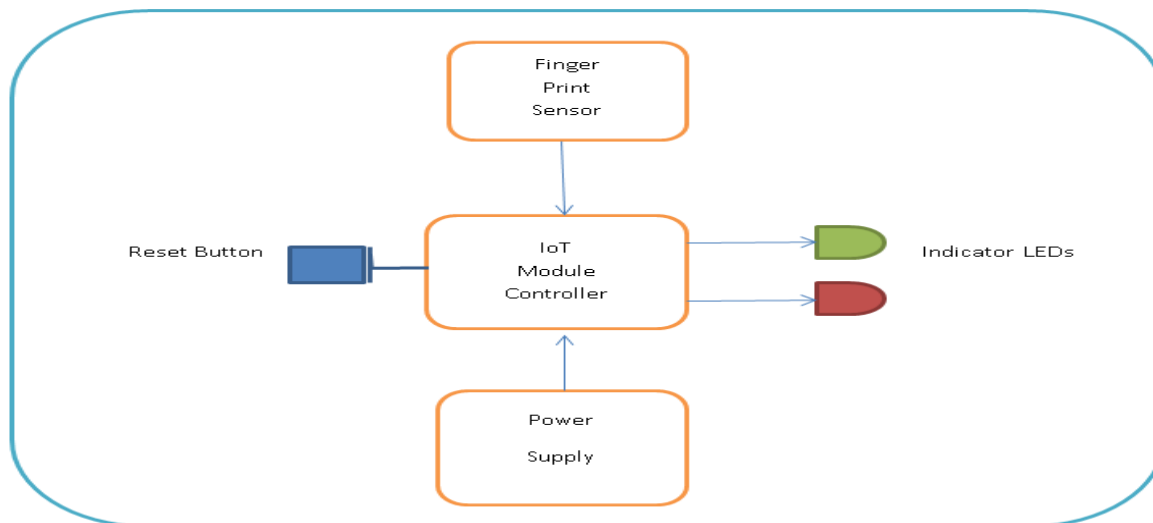 Finger
Print
Sensor
Reset Button
IoT
Module
Controller
Indicator LEDs
Power
Supply